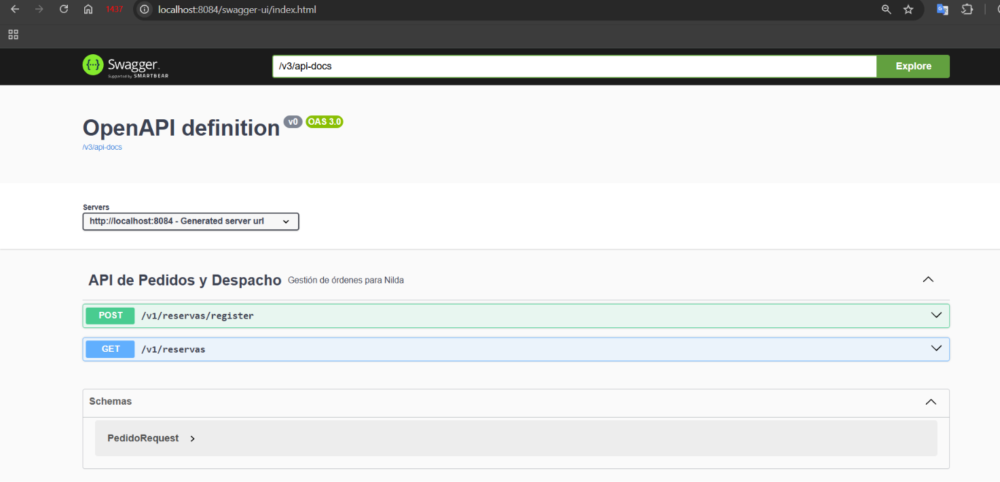 1437
localhost:8084/swagger-ui/index.html
Swagger.
Supported by SMARTBEAR
/v3/api-docs
Explore
OpenAPI definition v0 OAS 3.0
/v3/api-docs
Servers
http://localhost:8084 - Generated server url
API de Pedidos y Despacho Gestión de órdenes para Nilda
POST /v1/reservas/register
GET /v1/reservas
Schemas
PedidoRequest